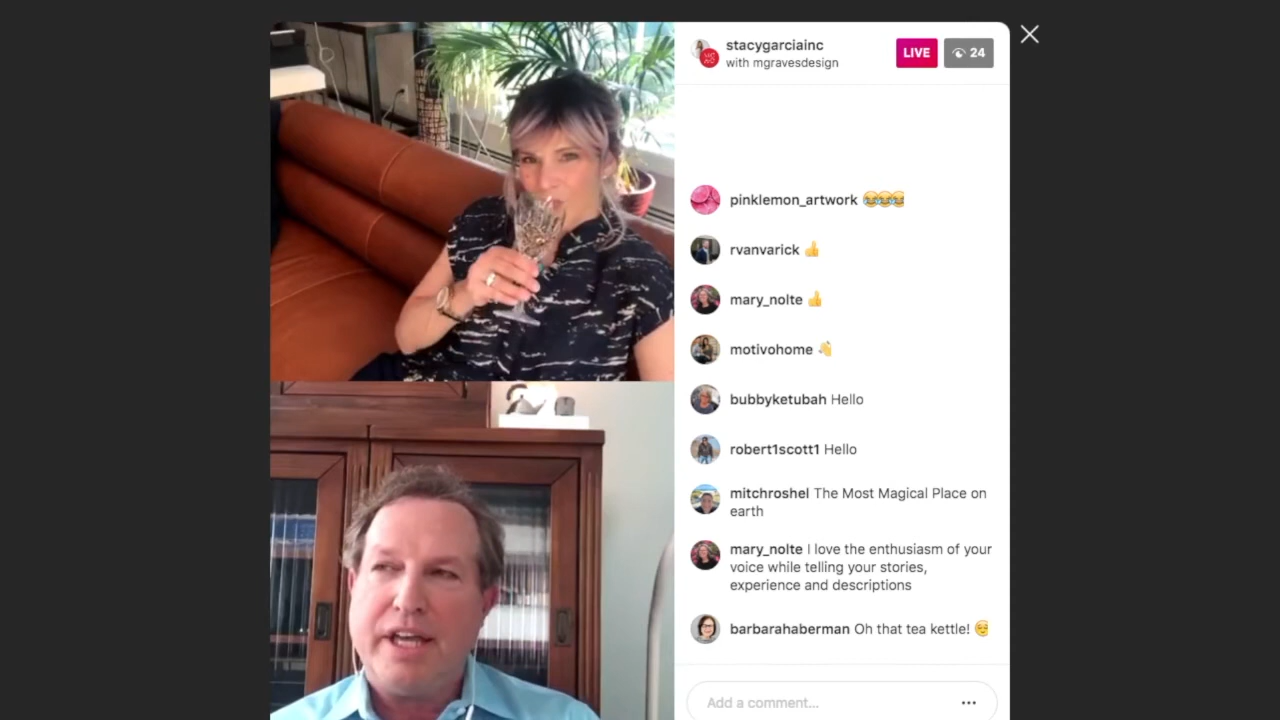 stacygarciainc
with mgravesdesign
LIVE
24
pinklemon_artwork 😂😂😂
rvanvarick 👍
mary_nolte 👍
motivohome 👋
bubbyketubah Hello
robert1scott1 Hello
mitchroshel The Most Magical Place on
earth
mary_nolte I love the enthusiasm of your
voice while telling your stories,
experience and descriptions
barbarahaberman Oh that tea kettle! 😌
Add a comment...